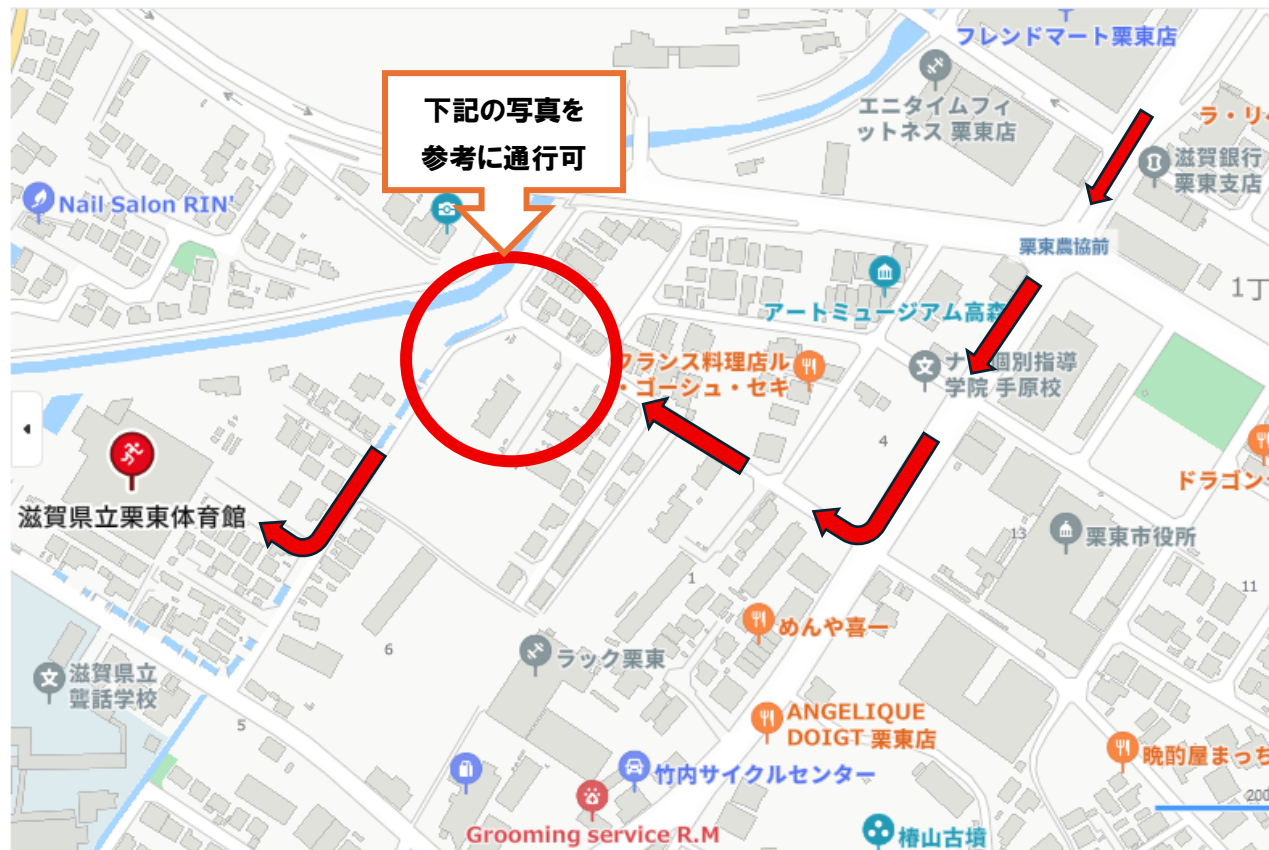 フレンドマート栗東店
下記の写真を
参考に通行可
エニタイムフィ
ットネス 栗東店
ラ・リ
滋賀銀行
栗東支店
Nail Salon RIN'
栗東農協前
1丁
アートミュージアム高森
フランス料理店ル
・ゴーシュ・セキ
ナ
個別指導
学院 手原校
4
ドラゴン
滋賀県立栗東体育館
13
栗東市役所
1
11
めんや喜一
6
ラック栗東
滋賀県立
聾話学校
5
ANGELIQUE
DOIGT 栗東店
晩酌屋まっち
竹内サイクルセンター
200
Grooming service R.M
椿山古墳